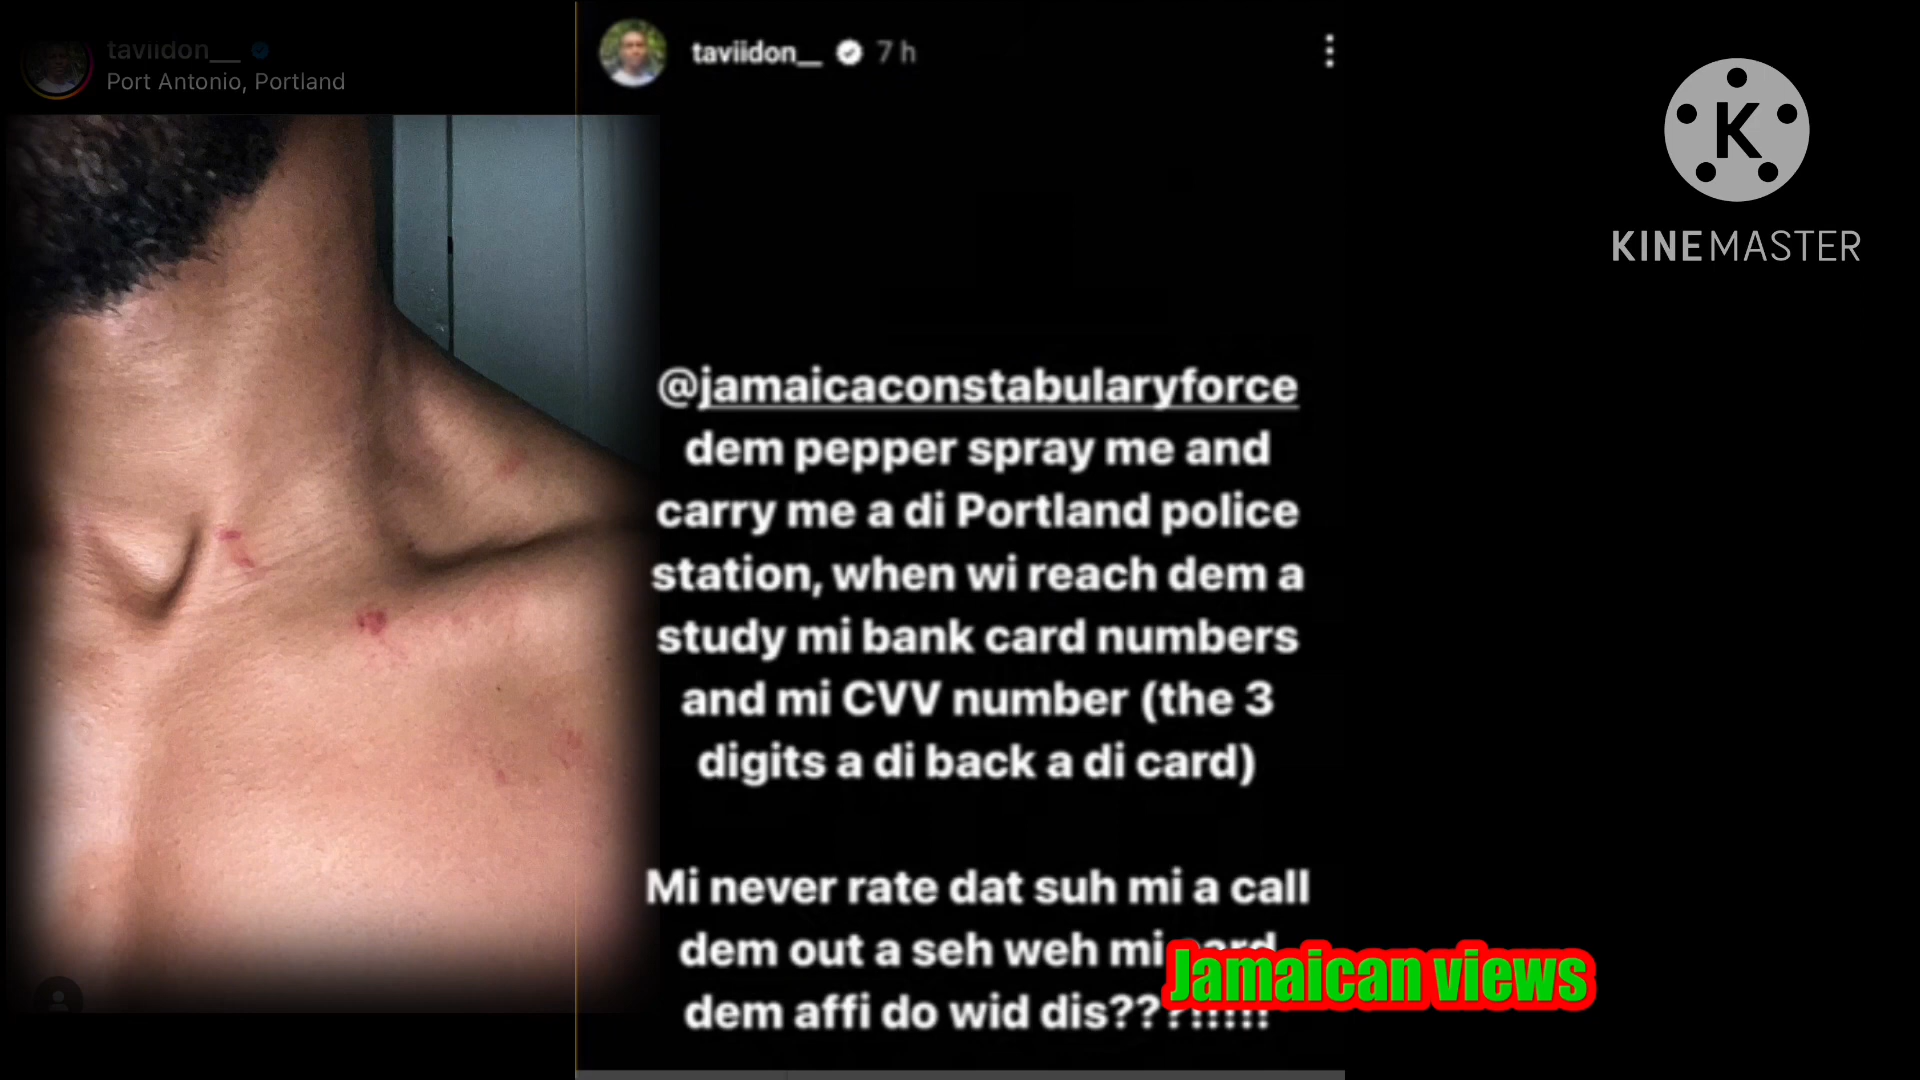 taviidon__
Port Antonio, Portland
taviidon__ 7 h
K
KINEMASTER
@jamaicaconstabularyforce
dem pepper spray me and
carry me a di Portland police
station, when wi reach dem a
study mi bank card numbers
and mi CVV number (the 3
digits a di back a di card)
Mi never rate dat suh mi a call
dem out a seh weh mi card
dem affi do wid dis???!!!!!
Jamaican views